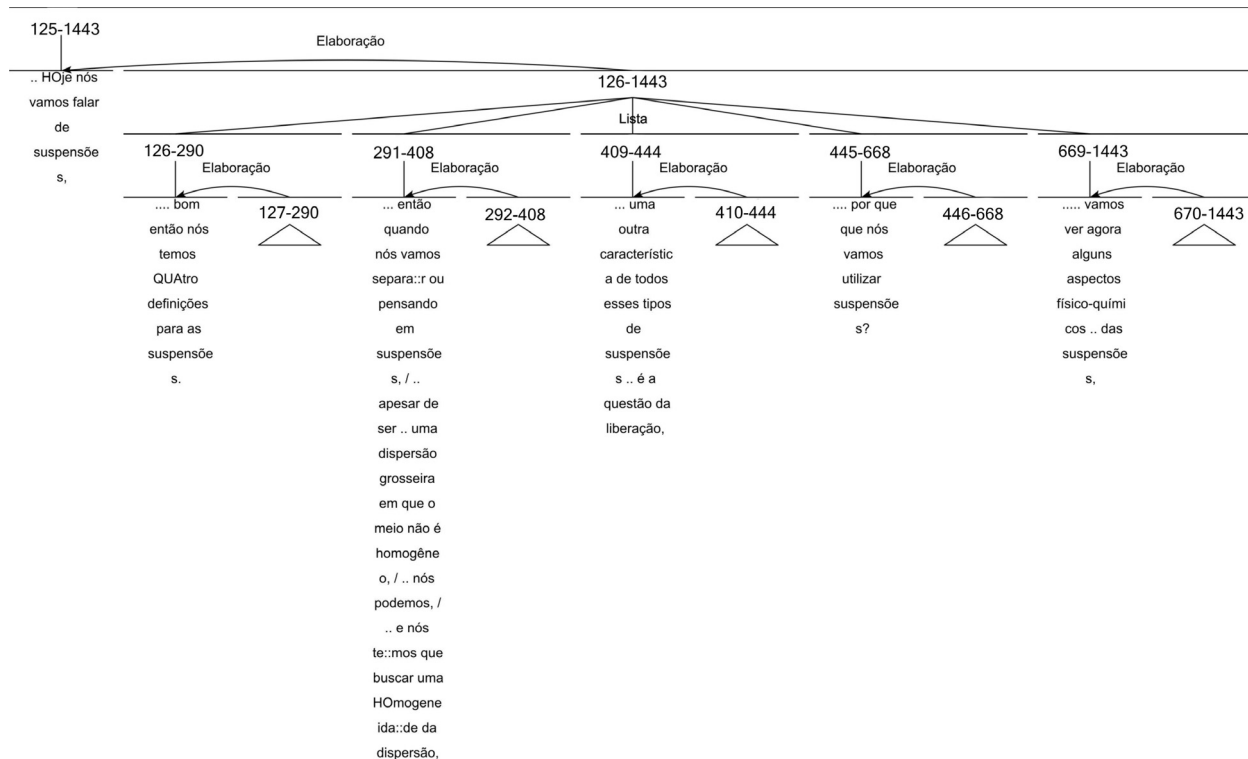 125-1443
Elaboração
.. HOje nós
vamos falar
de
suspensõe
s,
126-1443
Lista
126-290
Elaboração
.... bom
então nós
temos
QUAtro
definições
para as
suspensõe
s.
127-290
291-408
Elaboração
... então
quando
nós vamos
separa::r ou
pensando
em
suspensõe
s, / ..
apesar de
ser .. uma
dispersão
grosseira
em que o
meio não é
homogêne
o, / .. nós
podemos, /
.. e nós
te::mos que
buscar uma
HOmogene
ida::de da
dispersão,
292-408
409-444
Elaboração
... uma
outra
característic
a de todos
esses tipos
de
suspensõe
s .. é a
questão da
liberação,
410-444
445-668
Elaboração
.... por que
que nós
vamos
utilizar
suspensõe
s?
446-668
669-1443
Elaboração
..... vamos
ver agora
alguns
aspectos
físico-quími
cos .. das
suspensõe
s,
670-1443